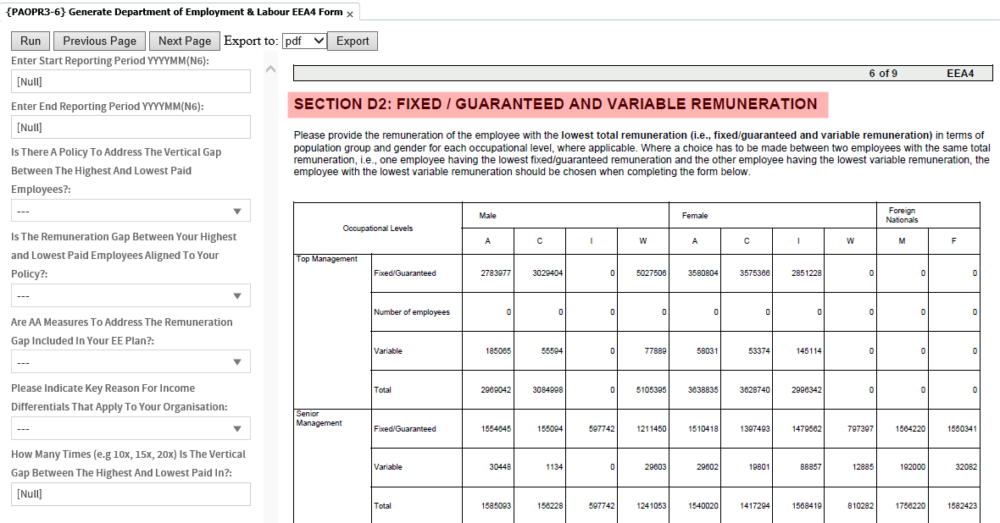 {PAOPR3-6} Generate Department of Employment & Labour EEA4 Form ×
Run Previous Page Next Page Export to: pdf Export
Enter Start Reporting Period YYYYMM(N6):
[Null]
Enter End Reporting Period YYYYMM(N6):
[Null]
Is There A Policy To Address The Vertical Gap
Between The Highest And Lowest Paid
Employees?:
---
Is The Remuneration Gap Between Your Highest
and Lowest Paid Employees Aligned To Your
Policy?:
---
Are AA Measures To Address The Remuneration
Gap Included In Your EE Plan?:
---
Please Indicate Key Reason For Income
Differentials That Apply To Your Organisation:
---
How Many Times (e.g 10x, 15x, 20x) Is The Vertical
Gap Between The Highest And Lowest Paid In?:
[Null]
6 of 9 EEA4
SECTION D2: FIXED / GUARANTEED AND VARIABLE REMUNERATION
Please provide the remuneration of the employee with the lowest total remuneration (i.e., fixed/guaranteed and variable remuneration) in terms of
population group and gender for each occupational level, where applicable. Where a choice has to be made between two employees with the same total
remuneration, i.e., one employee having the lowest fixed/guaranteed remuneration and the other employee having the lowest variable remuneration, the
employee with the lowest variable remuneration should be chosen when completing the form below.
Occupational Levels Male Female Foreign
Nationals
A C I W A C I W M F
Top Management
Fixed/Guaranteed 2783977 3029404 0 5027506 3580804 3575366 2851228 0 0 0
Number of employees 0 0 0 0 0 0 0 0 0 0
Variable 185065 55594 0 77889 58031 53374 145114 0 0 0
Total 2969042 3084998 0 5105395 3638835 3628740 2996342 0 0 0
Senior
Management
Fixed/Guaranteed 1554645 155094 597742 1211450 1510418 1397493 1479562 797397 1564220 1550341
Variable 30448 1134 0 29603 29602 19801 88857 12885 192000 32082
Total 1585093 156228 597742 1241053 1540020 1417294 1568419 810282 1756220 1582423